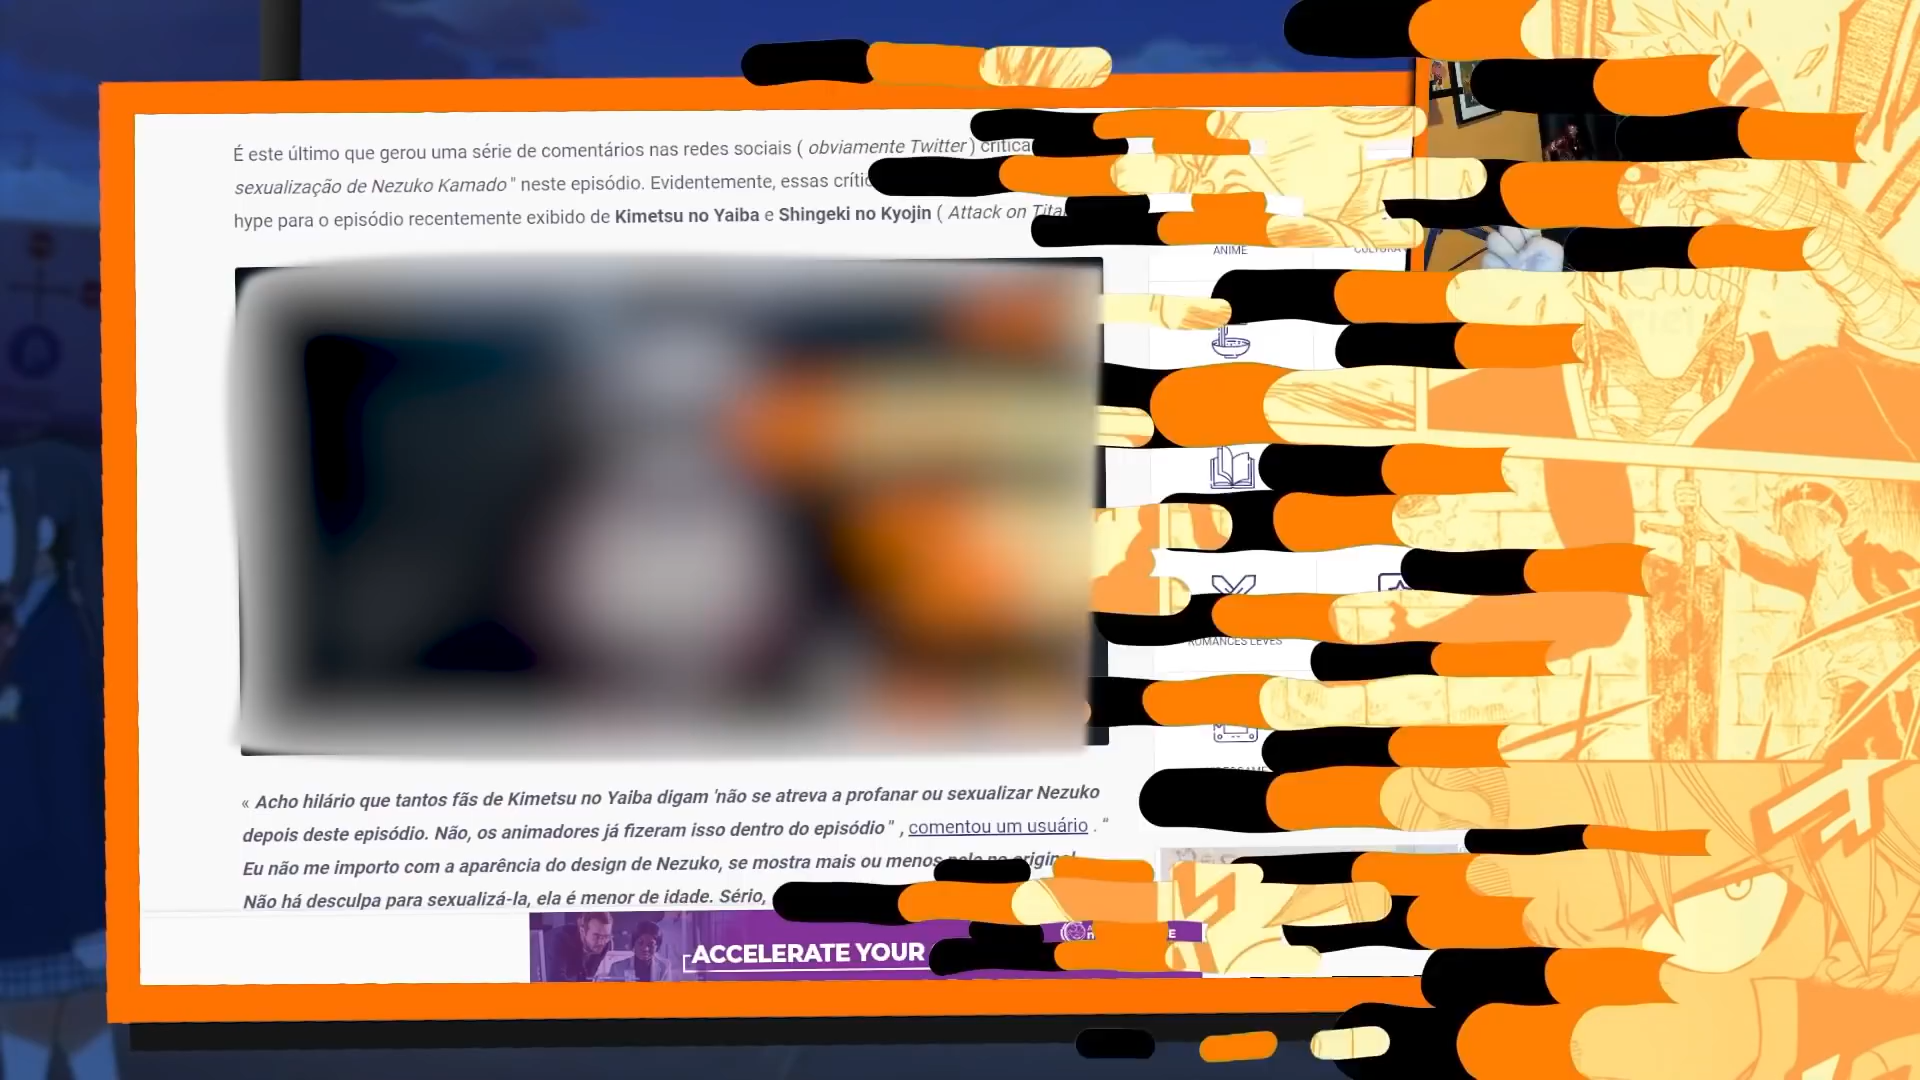 É este último que gerou uma série de comentários nas redes sociais ( obviamente Twitter ) critica
sexualização de Nezuko Kamado " neste episódio. Evidentemente, essas
hype para o episódio recentemente exibido de Kimetsu no Yaiba e Shingeki no Kyojin ( Attack on
ANIME
ROMANCES LEVES
« Acho hilário que tantos fãs de Kimetsu no Yaiba digam 'não se atreva a profanar ou sexualizar Nezuko
depois deste episódio. Não, os animadores já fizeram isso dentro do episódio " , comentou um usuário . "
Eu não me importo com a aparência do design de Nezuko, se mostra mais ou menos
Não há desculpa para sexualizá-la, ela é menor de idade. Sério,
ACCELERATE YOUR